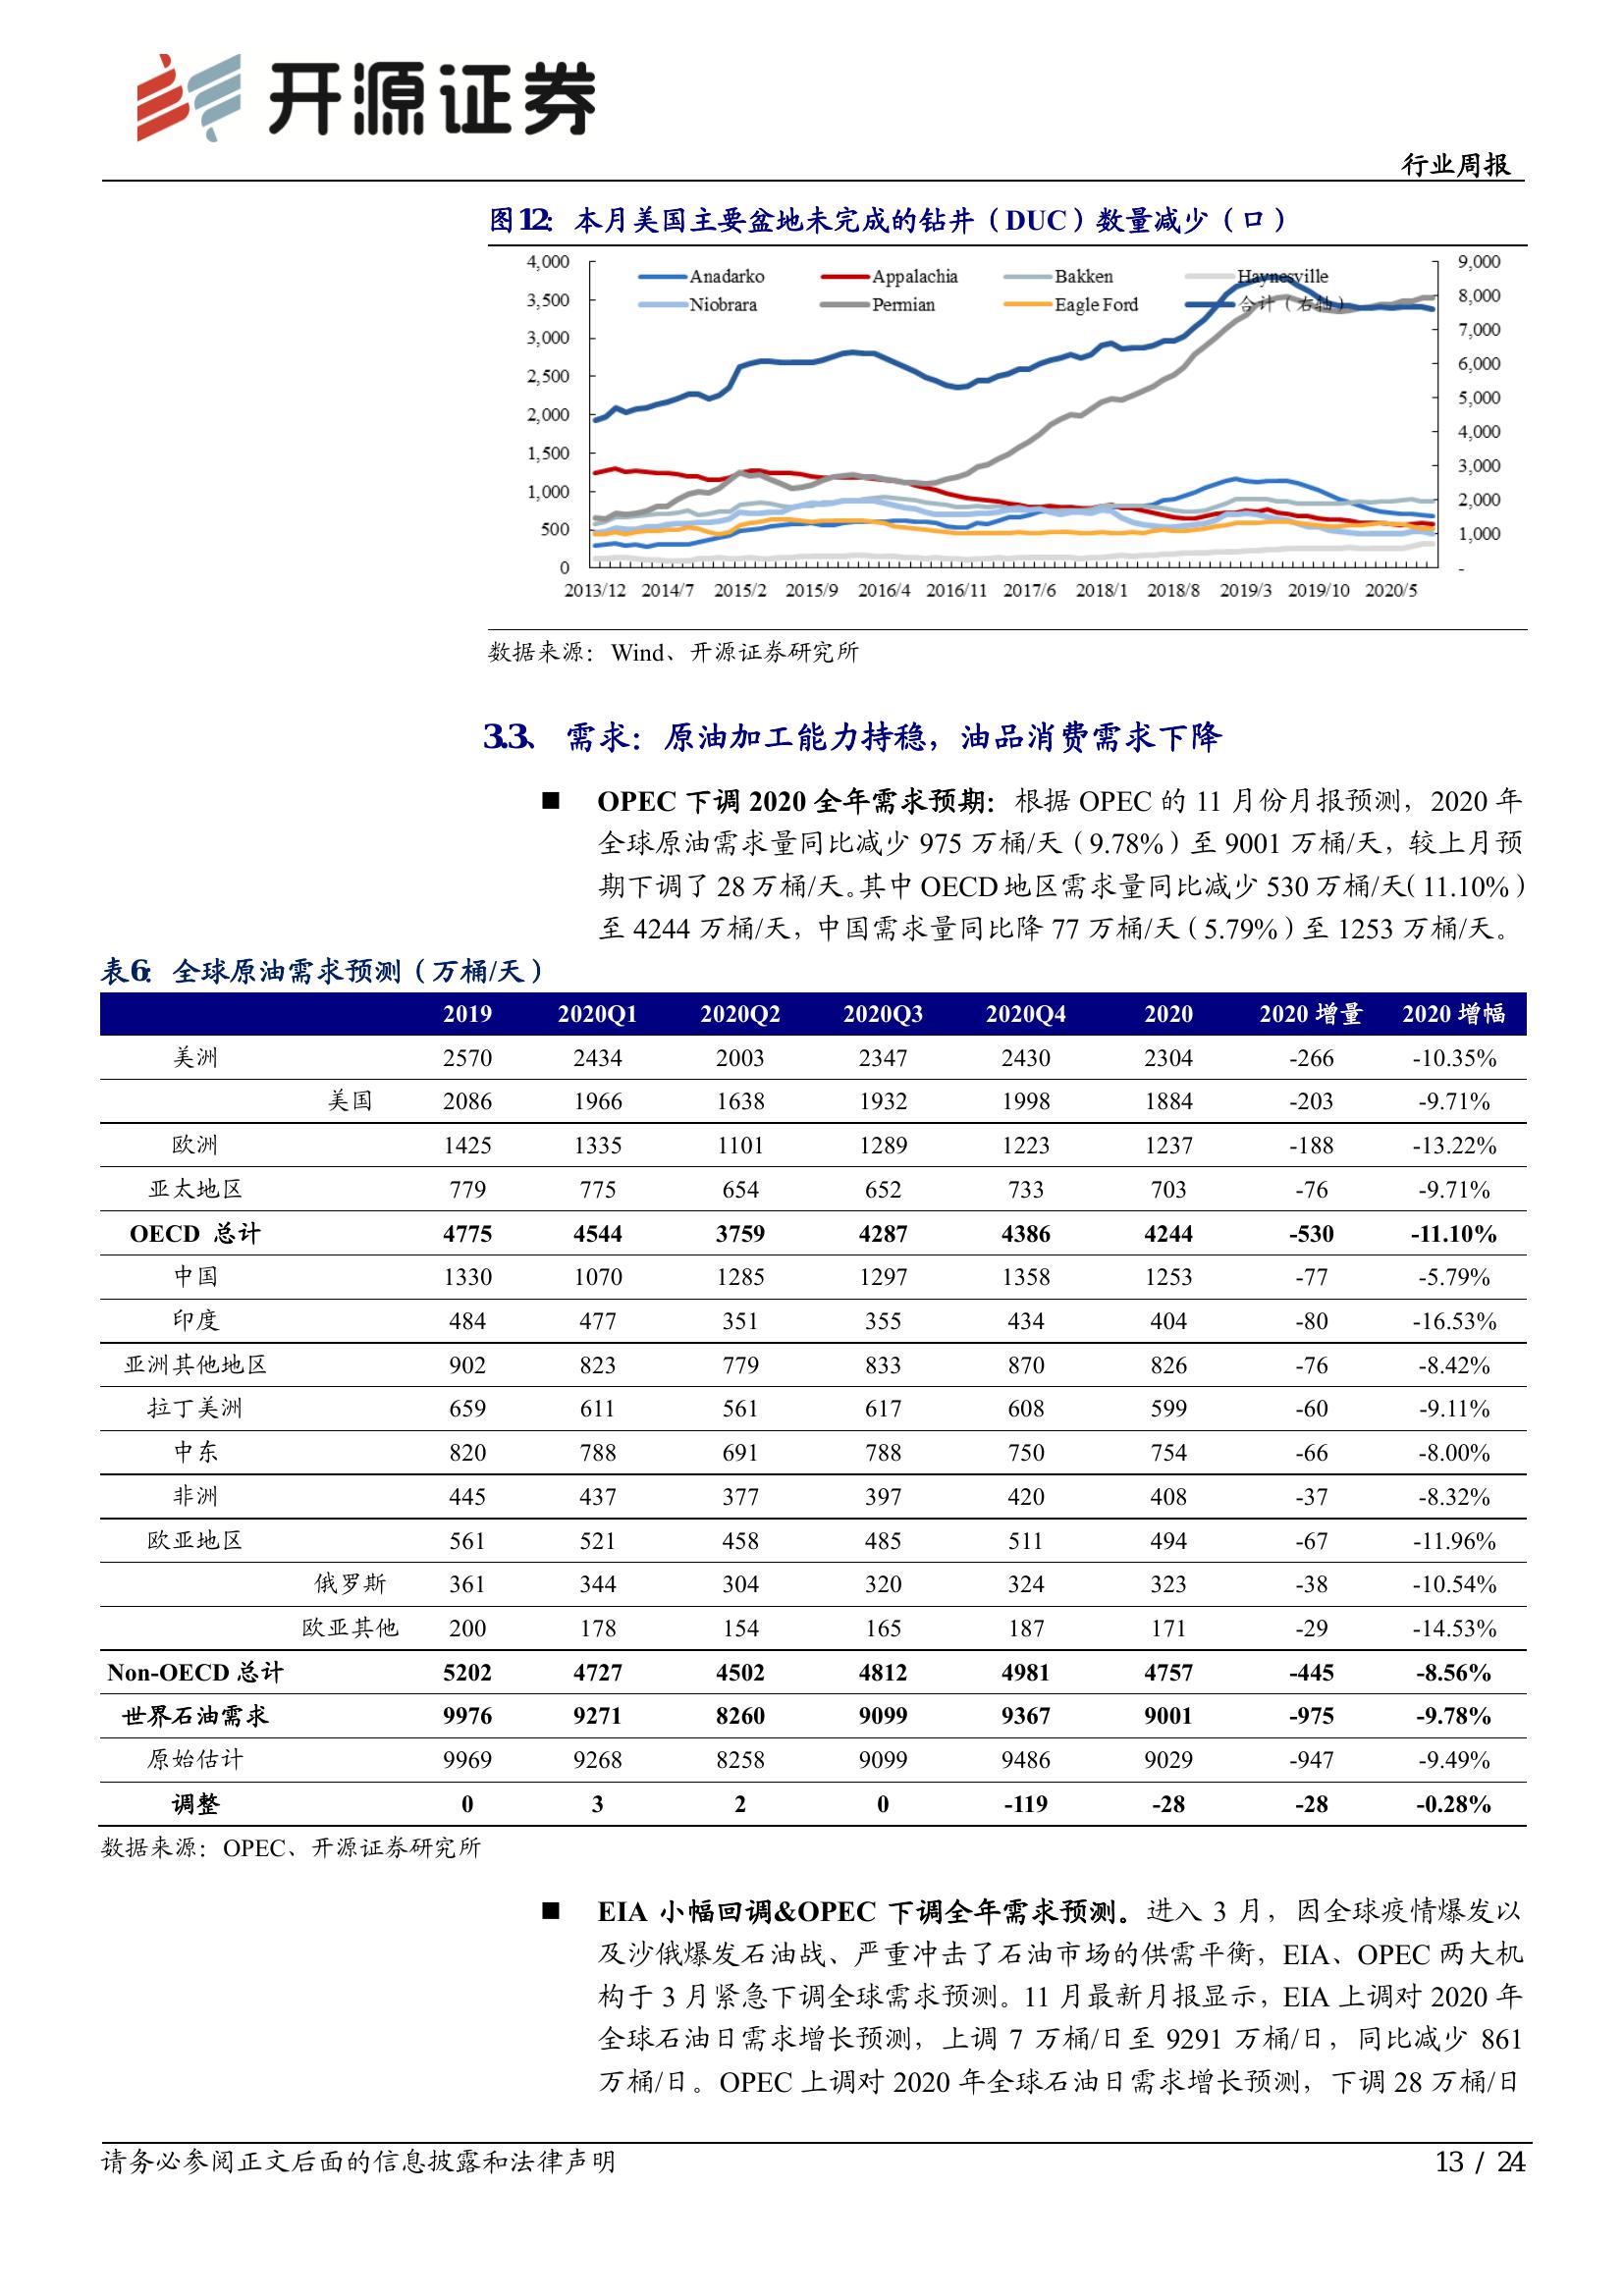 开源证券
行业周报
图12：本月美国主要盆地未完成的钻井（DUC）数量减少（口）
4,000 9,000
Anadarko Appalachia Bakken Haynesville
3,500 8,000
Niobrara Permian Eagle Ford 合计（右轴）
3,000 7,000
2,500 6,000
2,000 5,000
1,500 4,000
1,000 3,000
500 2,000
0 1,000
-
2013/12 2014/7 2015/2 2015/9 2016/4 2016/11 2017/6 2018/1 2018/8 2019/3 2019/10 2020/5
数据来源：Wind、开源证券研究所
3.3、 需求：原油加工能力持稳，油品消费需求下降
■ OPEC 下调 2020 全年需求预期：根据 OPEC 的 11 月份月报预测，2020 年
全球原油需求量同比减少 975 万桶/天（9.78%）至 9001 万桶/天，较上月预
期下调了 28 万桶/天。其中 OECD 地区需求量同比减少 530 万桶/天（11.10%）
至 4244 万桶/天，中国需求量同比降 77 万桶/天（5.79%）至 1253 万桶/天。
表6：全球原油需求预测（万桶/天）
2019 2020Q1 2020Q2 2020Q3 2020Q4 2020 2020 增量 2020 增幅
美洲 2570 2434 2003 2347 2430 2304 -266 -10.35%
美国 2086 1966 1638 1932 1998 1884 -203 -9.71%
欧洲 1425 1335 1101 1289 1223 1237 -188 -13.22%
亚太地区 779 775 654 652 733 703 -76 -9.71%
OECD 总计 4775 4544 3759 4287 4386 4244 -530 -11.10%
中国 1330 1070 1285 1297 1358 1253 -77 -5.79%
印度 484 477 351 355 434 404 -80 -16.53%
亚洲其他地区 902 823 779 833 870 826 -76 -8.42%
拉丁美洲 659 611 561 617 608 599 -60 -9.11%
中东 820 788 691 788 750 754 -66 -8.00%
非洲 445 437 377 397 420 408 -37 -8.32%
欧亚地区 561 521 458 485 511 494 -67 -11.96%
俄罗斯 361 344 304 320 324 323 -38 -10.54%
欧亚其他 200 178 154 165 187 171 -29 -14.53%
Non-OECD 总计 5202 4727 4502 4812 4981 4757 -445 -8.56%
世界石油需求 9976 9271 8260 9099 9367 9001 -975 -9.78%
原始估计 9969 9268 8258 9099 9486 9029 -947 -9.49%
调整 0 3 2 0 -119 -28 -28 -0.28%
数据来源：OPEC、开源证券研究所
■ EIA 小幅回调&OPEC 下调全年需求预测。进入 3 月，因全球疫情爆发以
及沙俄爆发石油战、严重冲击了石油市场的供需平衡，EIA、OPEC 两大机
构于 3 月紧急下调全球需求预测。11 月最新月报显示，EIA 上调对 2020 年
全球石油日需求增长预测，上调 7 万桶/日至 9291 万桶/日，同比减少 861
万桶/日。OPEC 上调对 2020 年全球石油日需求增长预测，下调 28 万桶/日
请务必参阅正文后面的信息披露和法律声明 13 / 24